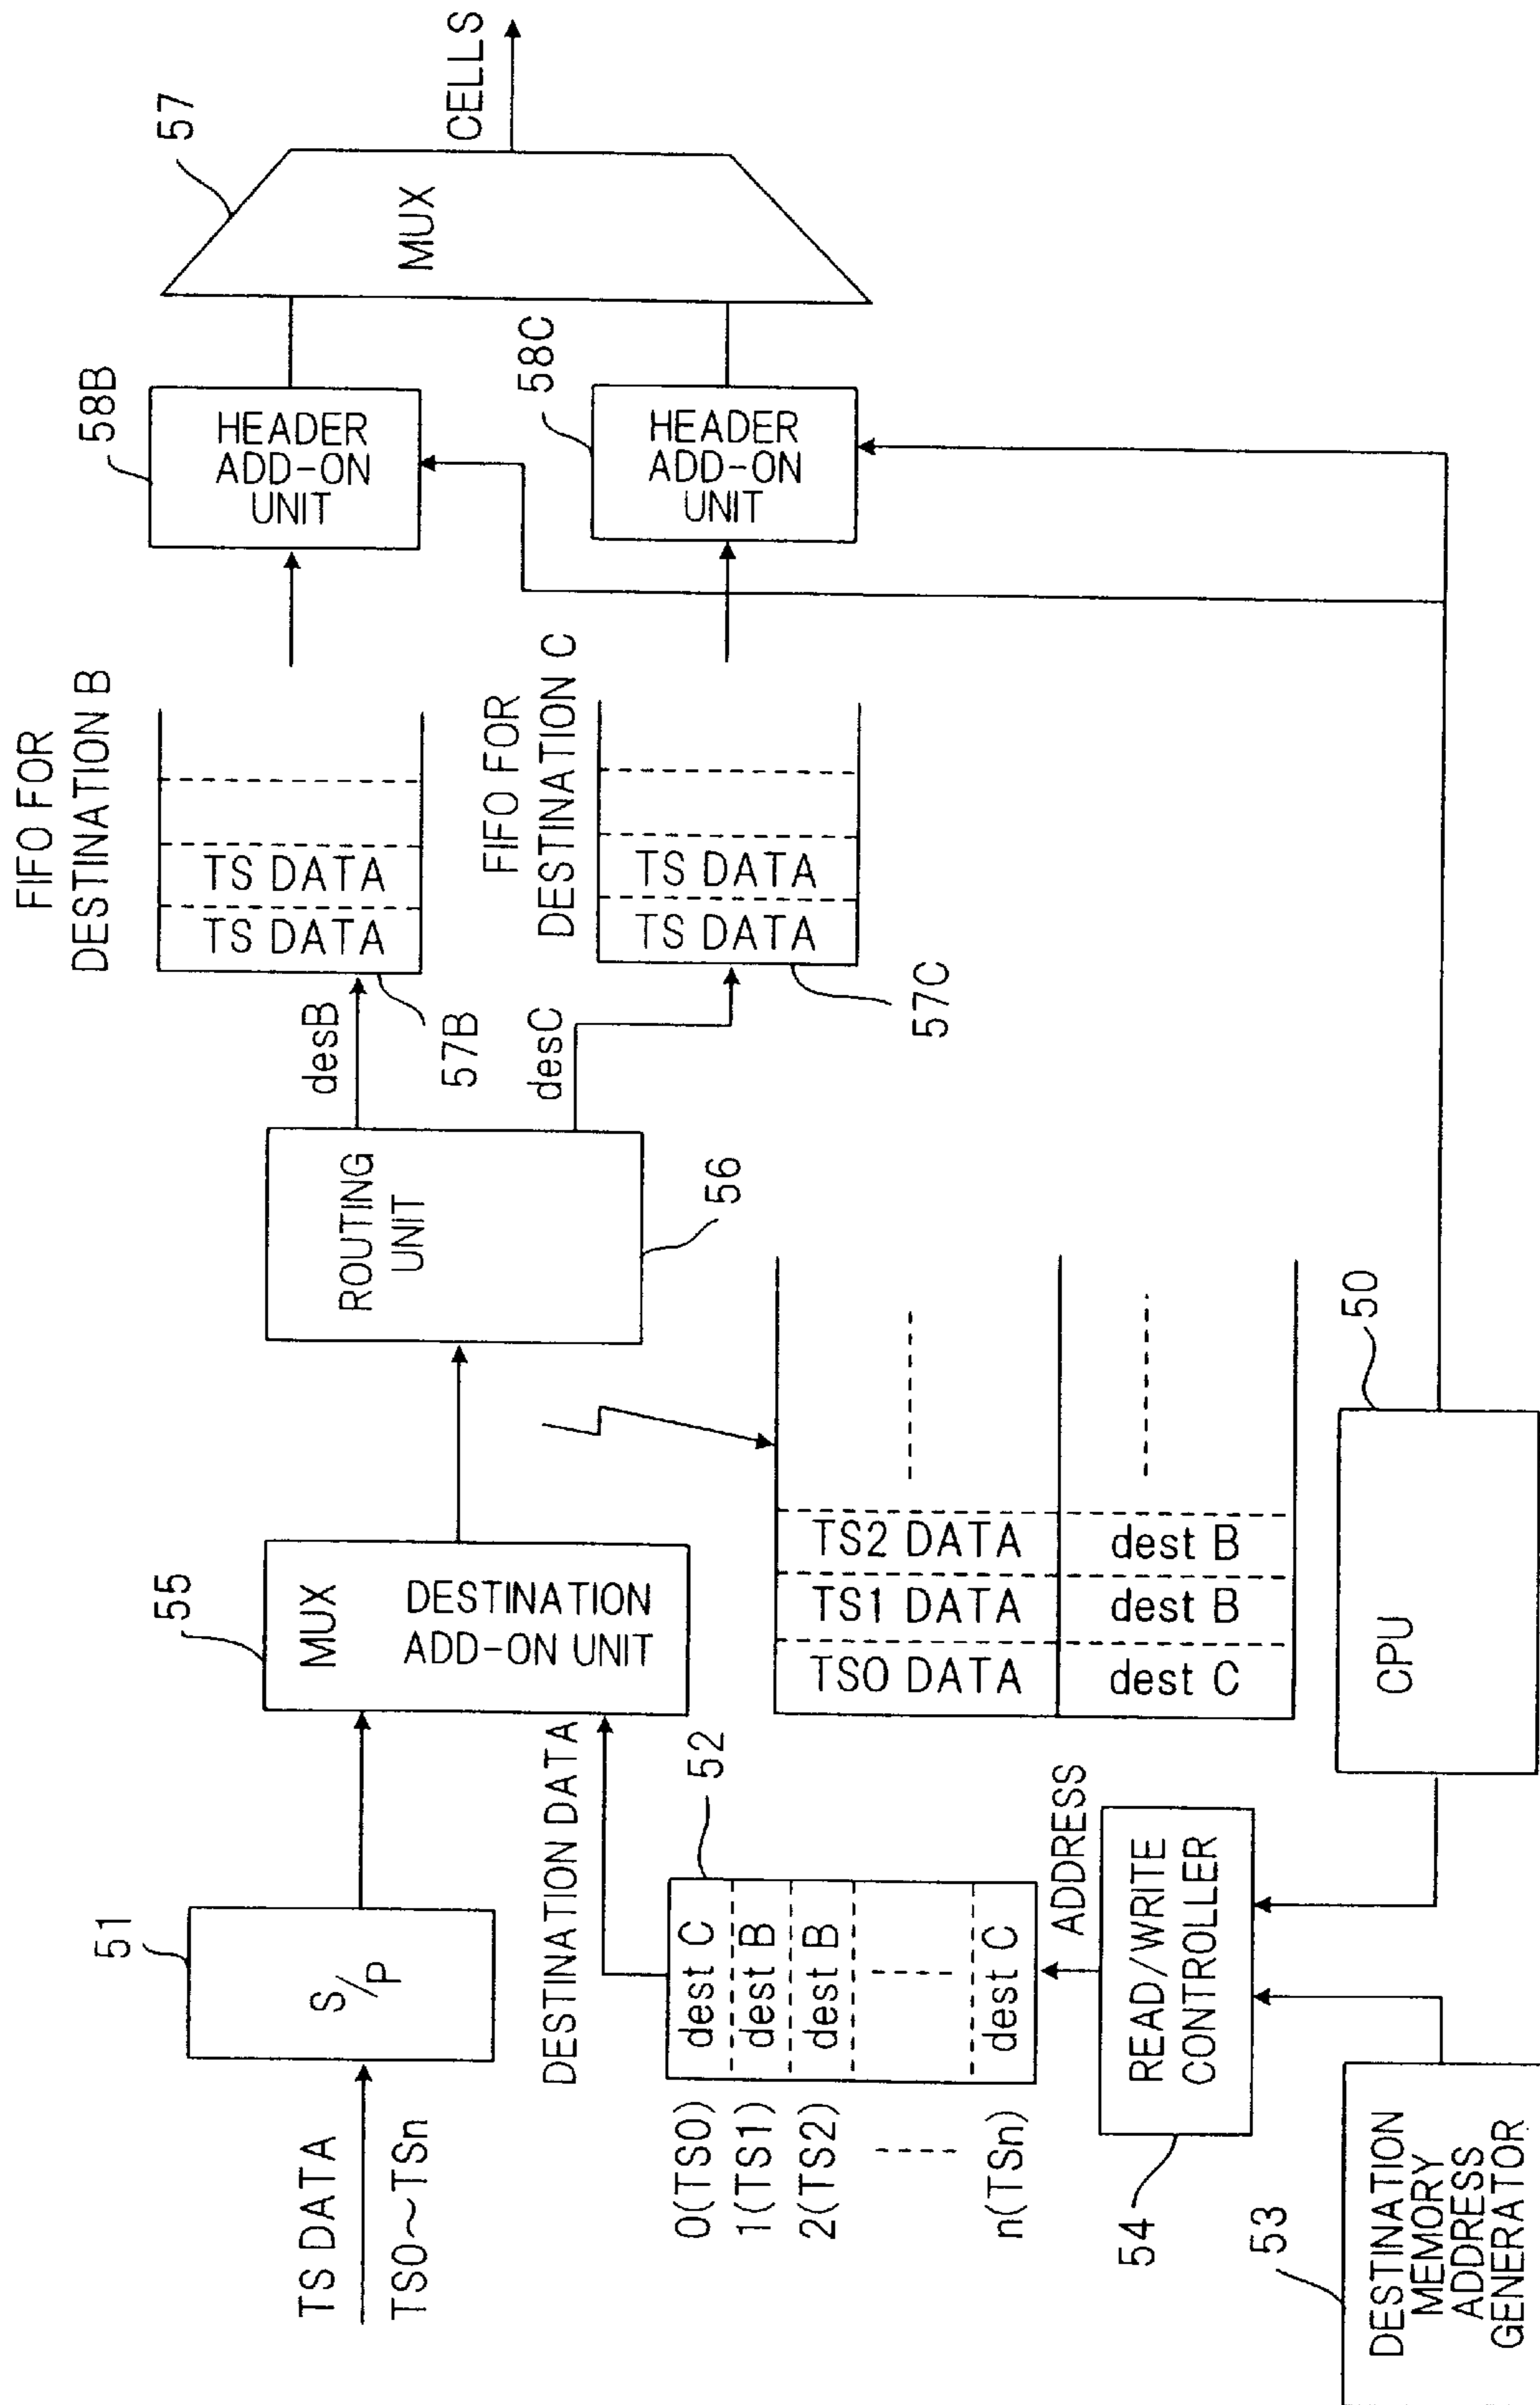 FIFO FOR
DESTINATION B
58B
57
TS DATA
TS0~TSn
51
S/P
55
MUX
DESTINATION
ADD-ON UNIT
ROUTING
UNIT
56
desB
desC
TS DATA
TS DATA
57B
HEADER
ADD-ON
UNIT
MUX
CELLS
FIFO FOR
DESTINATION C
TS DATA
TS DATA
57C
58C
HEADER
ADD-ON
UNIT
DESTINATION DATA
52
0(TS0)
dest C
1(TS1)
dest B
2(TS2)
dest B
n(TSn)
dest C
TS0 DATA
TS1 DATA
TS2 DATA
dest C
dest B
dest B
ADDRESS
54
READ/WRITE
CONTROLLER
50
CPU
53
DESTINATION
MEMORY
ADDRESS
GENERATOR